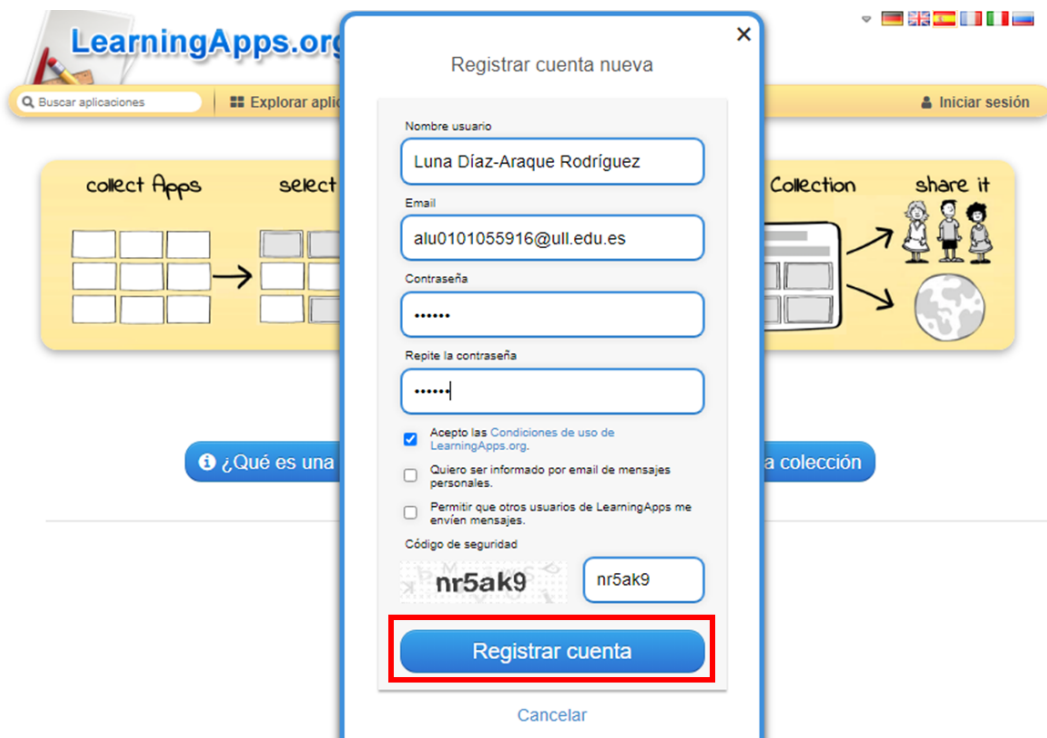 LearningApps.org
Buscar aplicaciones
Explorar aplic
Iniciar sesión
collect Apps
select
Collection
share it
¿Qué es una
a colección
Registrar cuenta nueva
Nombre usuario
Luna Díaz-Araque Rodríguez
Email
alu0101055916@ull.edu.es
Contraseña
••••••
Repite la contraseña
••••••
Acepto las Condiciones de uso de
LearningApps.org.
Quiero ser informado por email de mensajes
personales.
Permitir que otros usuarios de LearningApps me
envíen mensajes.
Código de seguridad
nr5ak9
nr5ak9
Registrar cuenta
Cancelar